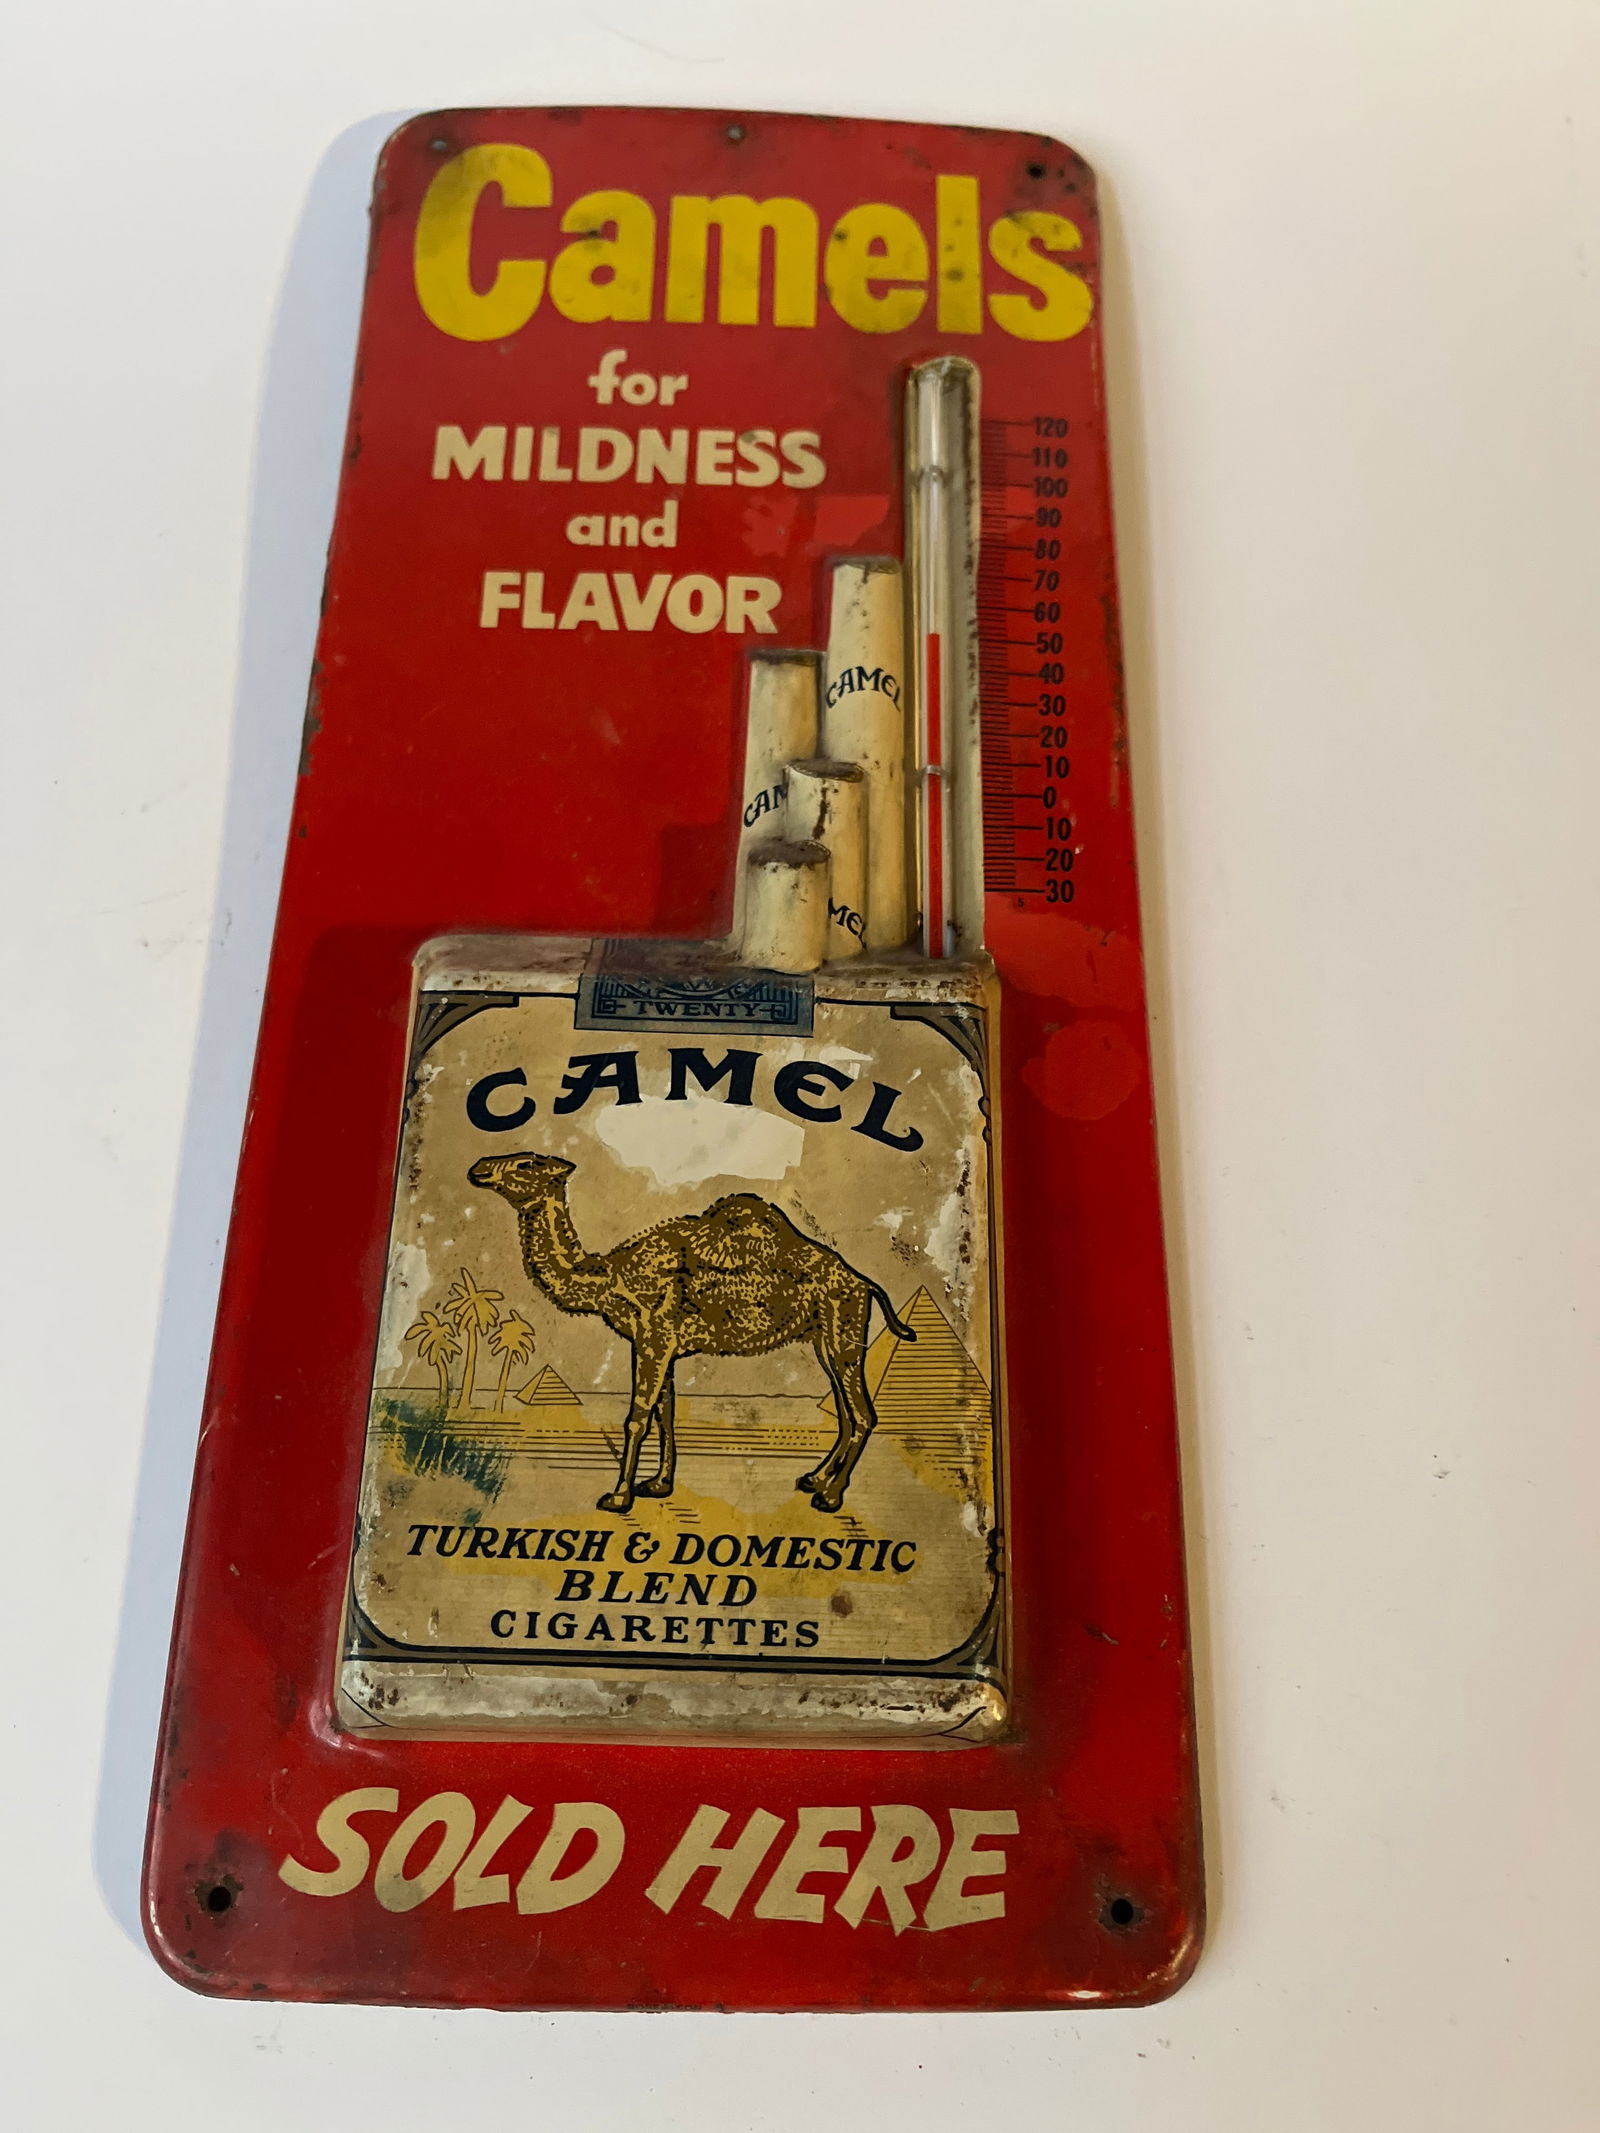 Camels
for
MILDNESS
and
FLAVOR
120
110
100
90
80
70
60
50
40
30
20
10
0
10
20
30
CAMEL
CAM
MEL
TWENTY
CAMEL
TURKISH & DOMESTIC
BLEND
CIGARETTES
SOLD HERE